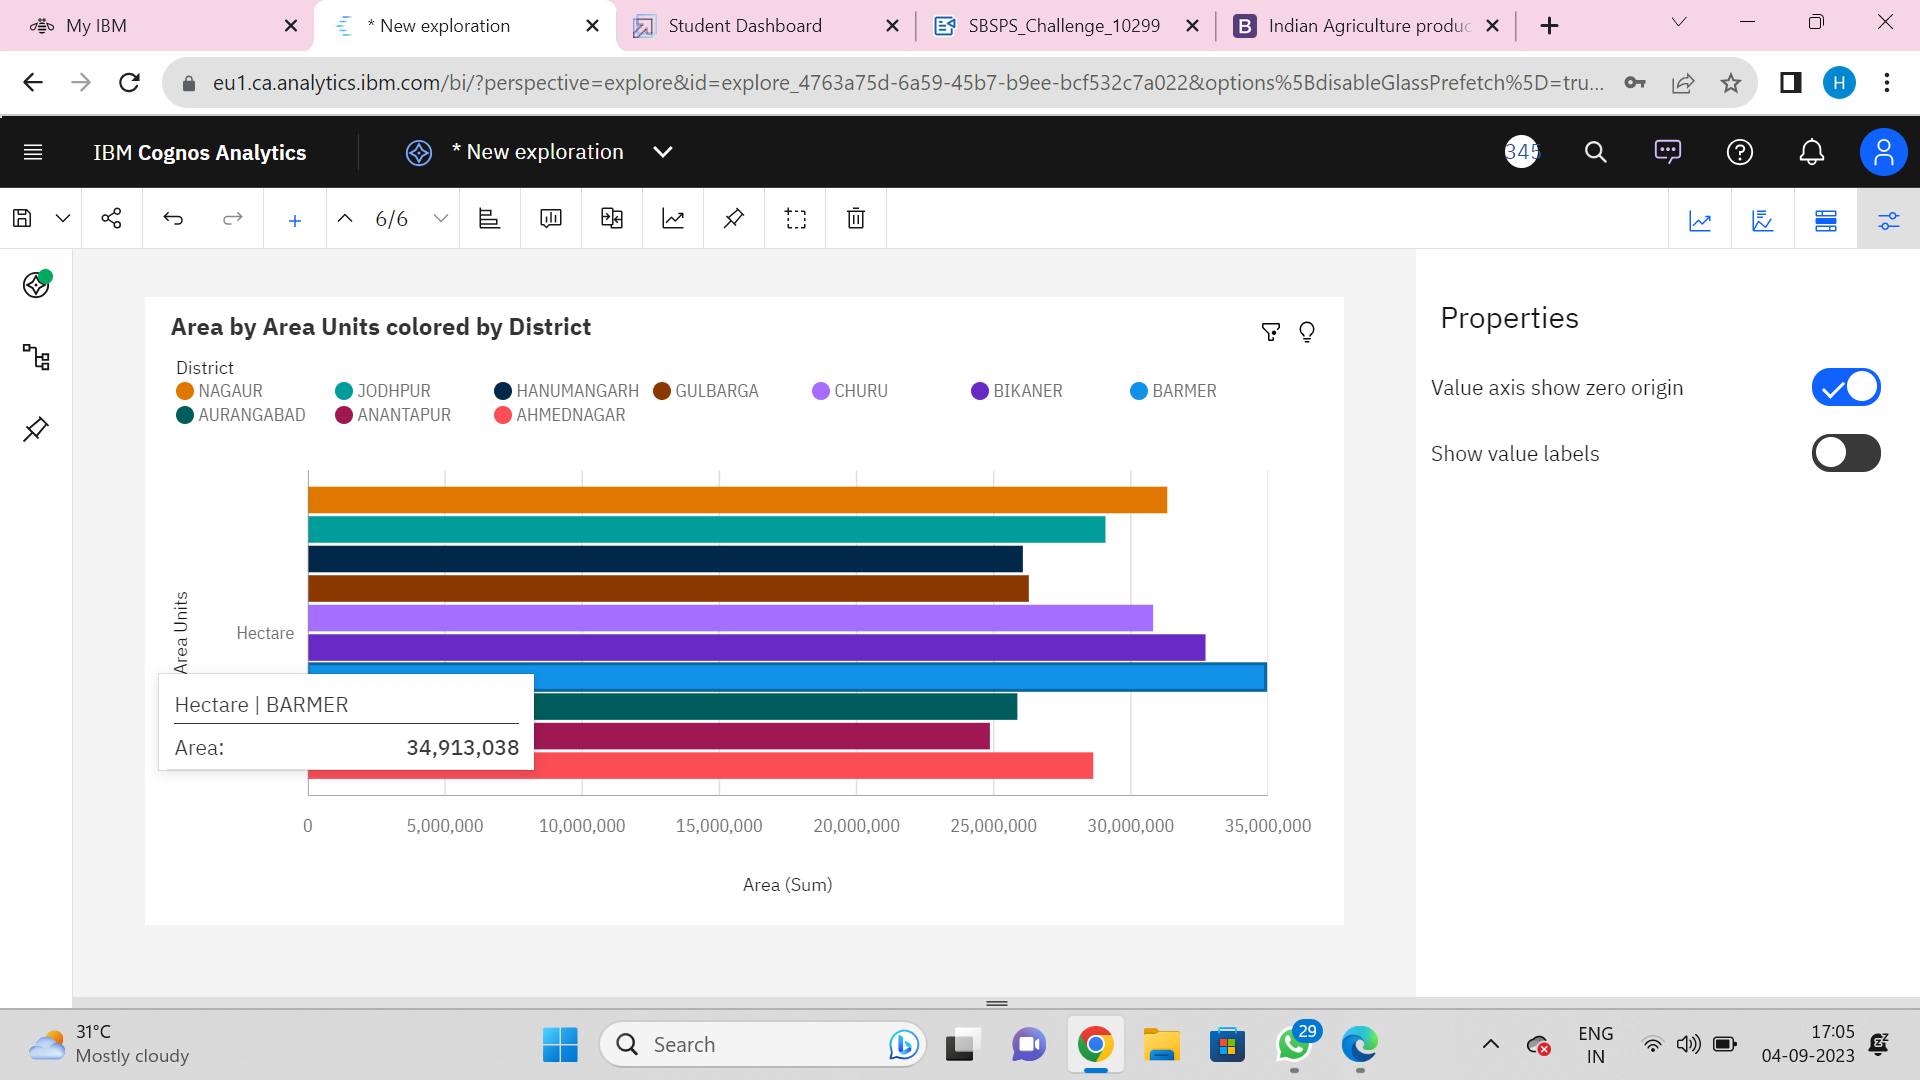 My IBM
* New exploration
Student Dashboard
SBSPS_Challenge_10299
Indian Agriculture produc
eu1.ca.analytics.ibm.com/bi/?perspective=explore&id=explore_4763a75d-6a59-45b7-b9ee-bcf532c7a022&options%5BdisableGlassPrefetch%5D=tru...
H
IBM Cognos Analytics
* New exploration
345
6/6
Area by Area Units colored by District
District
NAGAUR JODHPUR HANUMANGARH GULBARGA CHURU BIKANER BARMER
AURANGABAD ANANTAPUR AHMEDNAGAR
Area Units
Hectare
Hectare | BARMER
Area: 34,913,038
0 5,000,000 10,000,000 15,000,000 20,000,000 25,000,000 30,000,000 35,000,000
Area (Sum)
Properties
Value axis show zero origin
Show value labels
31°C
Mostly cloudy
Search
29
ENG
IN
17:05
04-09-2023